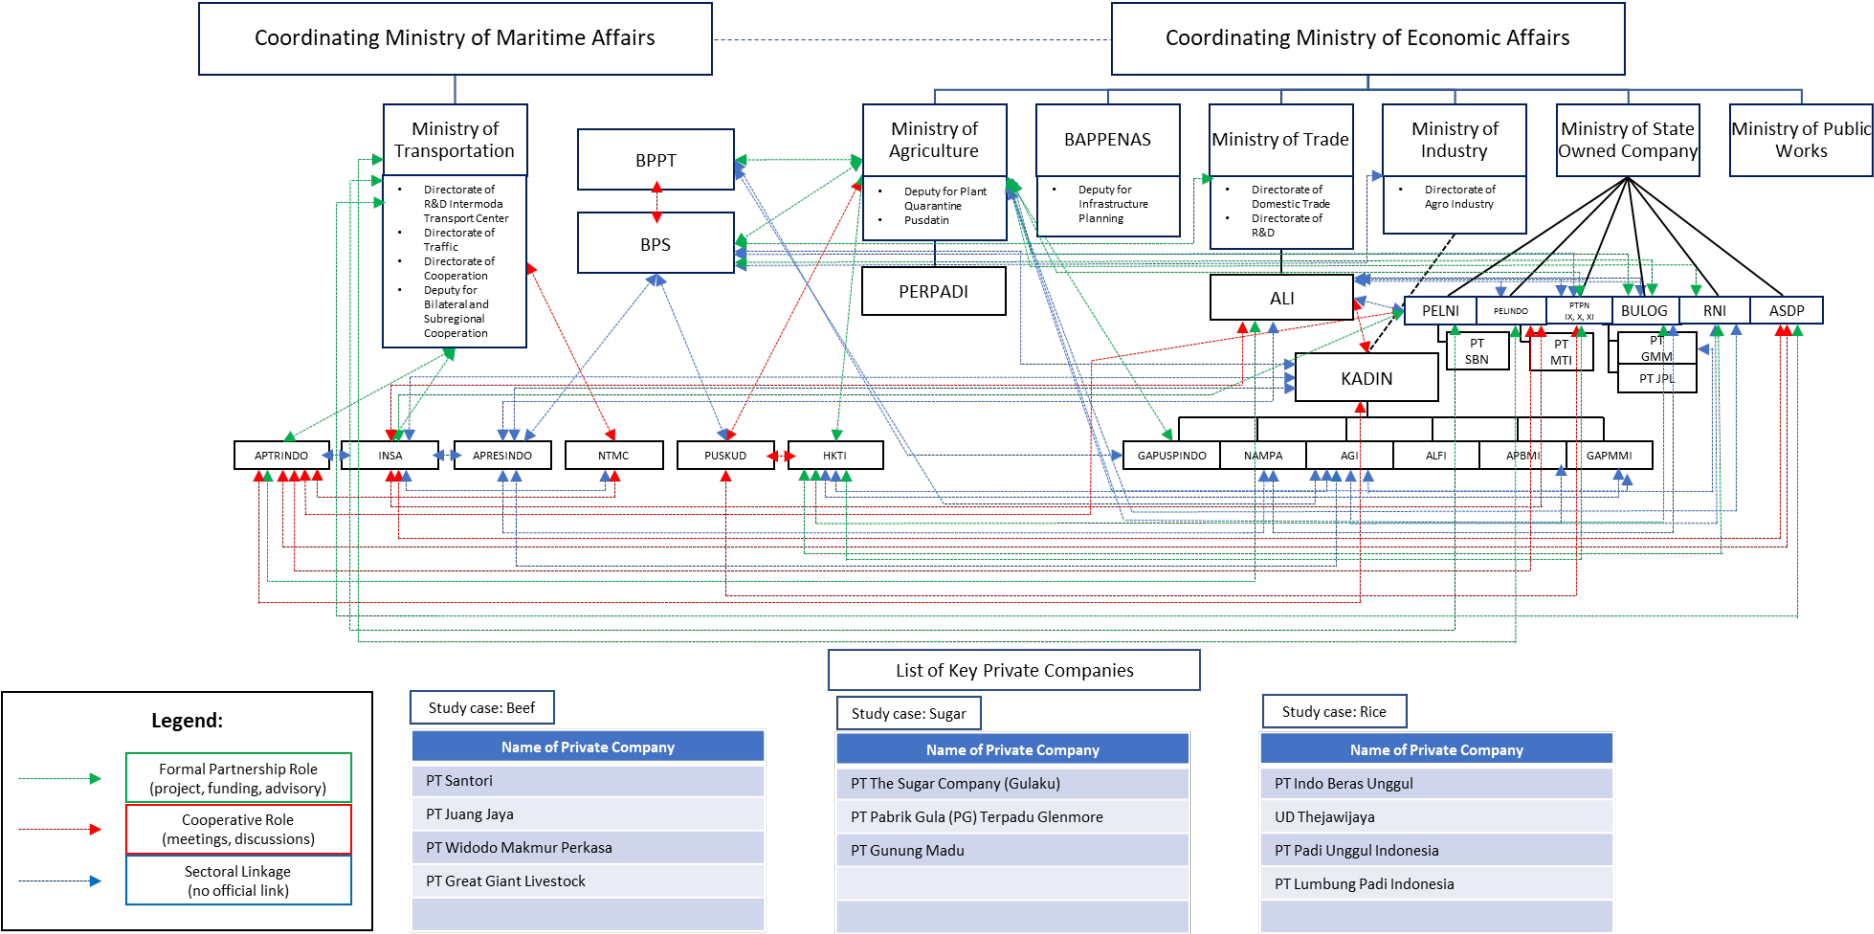 Coordinating Ministry of Maritime Affairs
Coordinating Ministry of Economic Affairs
Ministry of
Transportation
• Directorate of
R&D Intermoda
Transport Center
• Directorate of
Traffic
• Directorate of
Cooperation
• Deputy for
Bilateral and
Subregional
Cooperation
BPPT
BPS
Ministry of
Agriculture
• Deputy for Plant
Quarantine
• Pusdatin
PERPADI
BAPPENAS
• Deputy for
Infrastructure
Planning
Ministry of Trade
• Directorate of
Domestic Trade
• Directorate of
R&D
ALI
Ministry of
Industry
• Directorate of
Agro Industry
Ministry of State
Owned Company
Ministry of Public
Works
PELNI
PELINDO
PTPN
IX, X, XI
BULOG
RNI
ASDP
PT
SBN
PT
MTI
PT
GMM
PT JPL
KADIN
APTRINDO
INSA
APRESINDO
NTMC
PUSKUD
HKTI
GAPUSPINDO
NAMPA
AGI
ALFI
APBMI
GAPMMI
List of Key Private Companies
Legend:
Formal Partnership Role
(project, funding, advisory)
Cooperative Role
(meetings, discussions)
Sectoral Linkage
(no official link)
Study case: Beef
Name of Private Company
PT Santori
PT Juang Jaya
PT Widodo Makmur Perkasa
PT Great Giant Livestock
Study case: Sugar
Name of Private Company
PT The Sugar Company (Gulaku)
PT Pabrik Gula (PG) Terpadu Glenmore
PT Gunung Madu
Study case: Rice
Name of Private Company
PT Indo Beras Unggul
UD Thejawijaya
PT Padi Unggul Indonesia
PT Lumbung Padi Indonesia